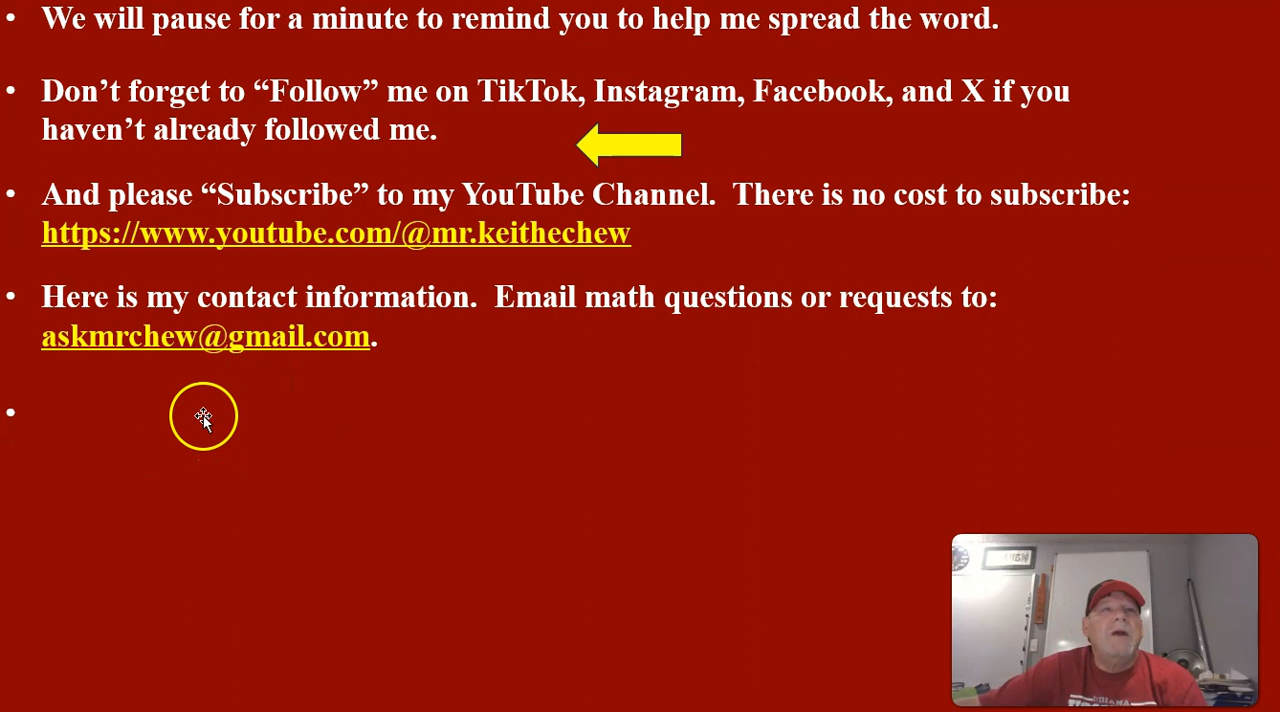 • We will pause for a minute to remind you to help me spread the word.
• Don’t forget to “Follow” me on TikTok, Instagram, Facebook, and X if you
haven’t already followed me.
• And please “Subscribe” to my YouTube Channel.  There is no cost to subscribe:
https://www.youtube.com/@mr.keithechew
• Here is my contact information.  Email math questions or requests to:
askmrchew@gmail.com.
•
INDIANA